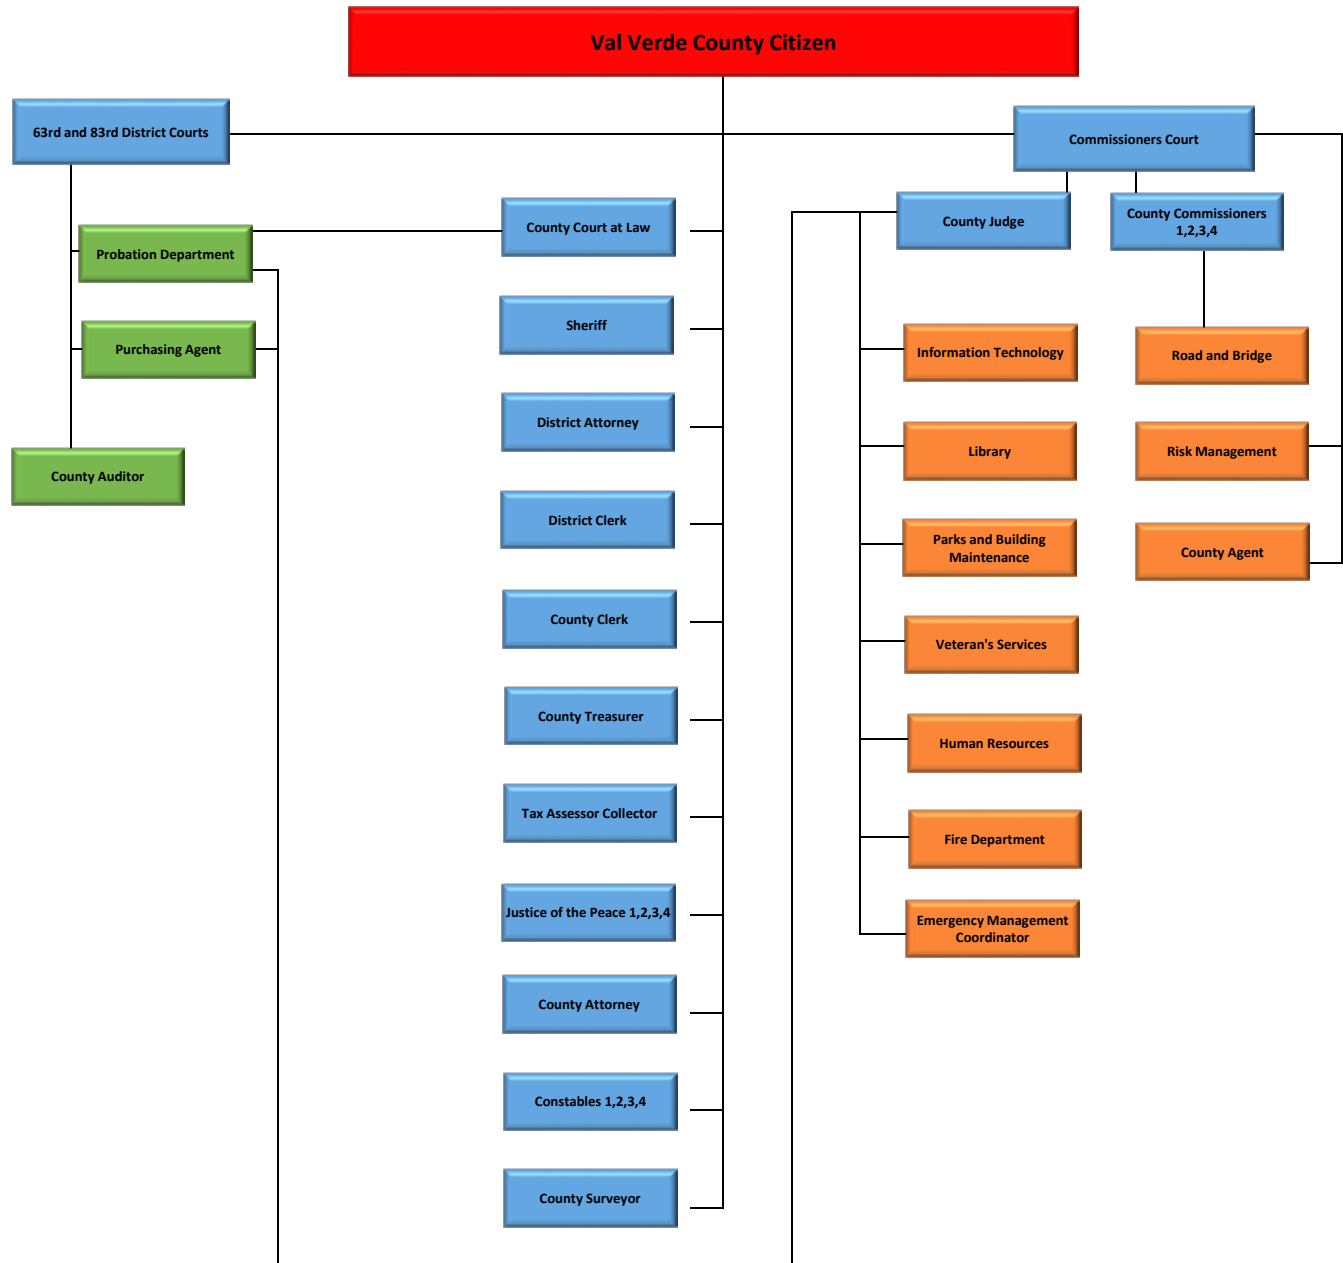 Val Verde County Citizen
63rd and 83rd District Courts
Commissioners Court
County Court at Law
County Judge
County Commissioners
1,2,3,4
Probation Department
Sheriff
Information Technology
Road and Bridge
Purchasing Agent
District Attorney
Library
Risk Management
County Auditor
District Clerk
Parks and Building
Maintenance
County Agent
County Clerk
Veteran's Services
County Treasurer
Human Resources
Tax Assessor Collector
Fire Department
Justice of the Peace 1,2,3,4
Emergency Management
Coordinator
County Attorney
Constables 1,2,3,4
County Surveyor